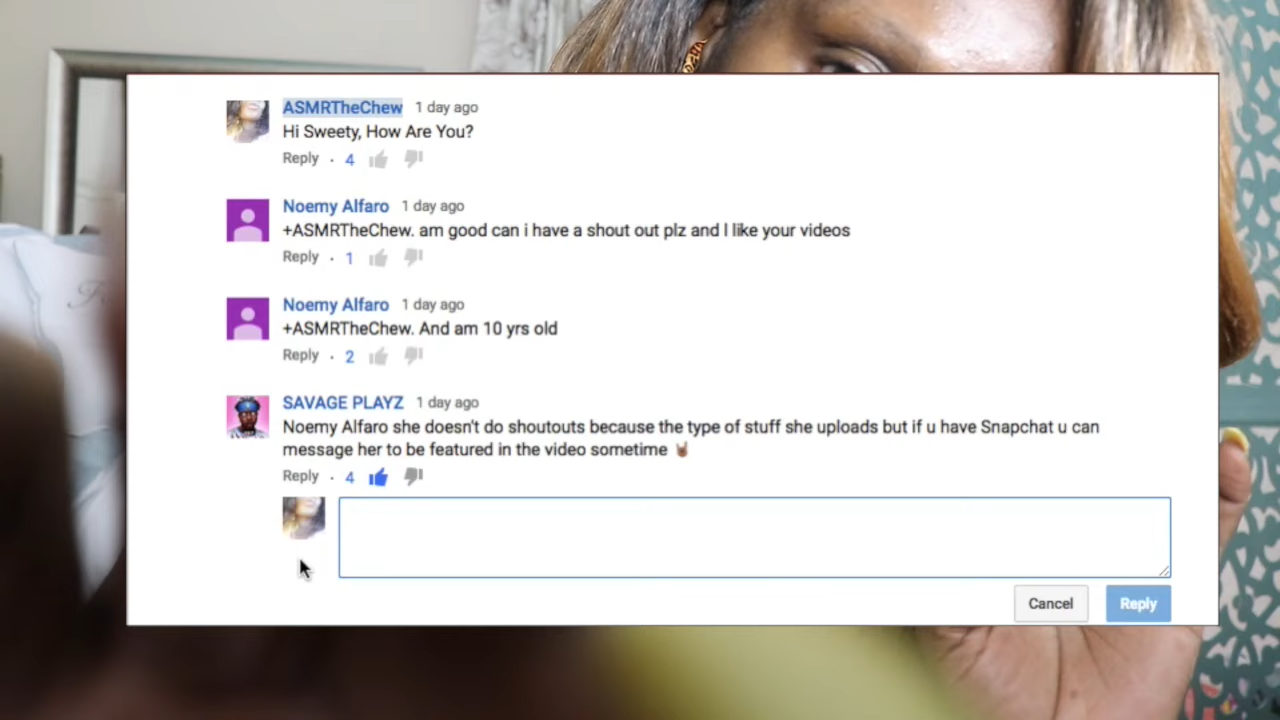 ASMRTheChew 1 day ago
Hi Sweety, How Are You?
Reply · 4
Noemy Alfaro 1 day ago
+ASMRTheChew. am good can i have a shout out plz and I like your videos
Reply · 1
Noemy Alfaro 1 day ago
+ASMRTheChew. And am 10 yrs old
Reply · 2
SAVAGE PLAYZ 1 day ago
Noemy Alfaro she doesn't do shoutouts because the type of stuff she uploads but if u have Snapchat u can
message her to be featured in the video sometime 🤘🏾
Reply · 4
Cancel Reply